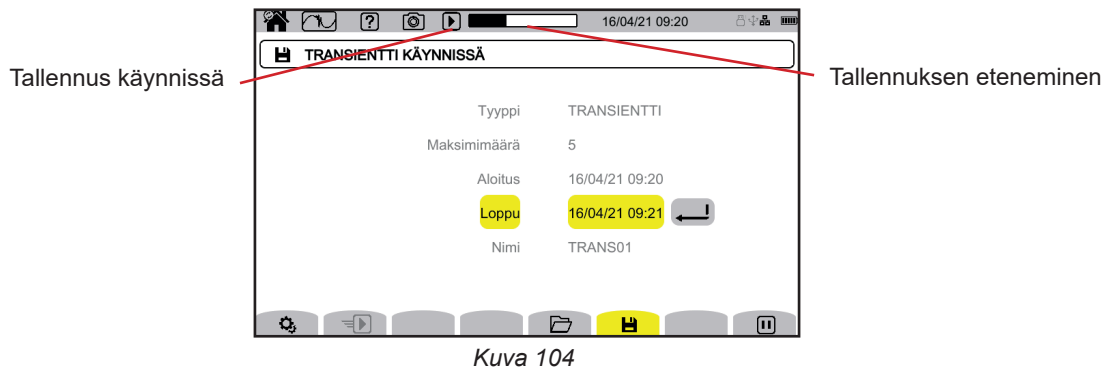 16/04/21 09:20
TRANSIENTTI KÄYNNISSÄ
Tallennus käynnissä
Tallennuksen eteneminen
Tyyppi TRANSIENTTI
Maksimimäärä 5
Aloitus 16/04/21 09:20
Loppu 16/04/21 09:21
Nimi TRANS01
Kuva 104